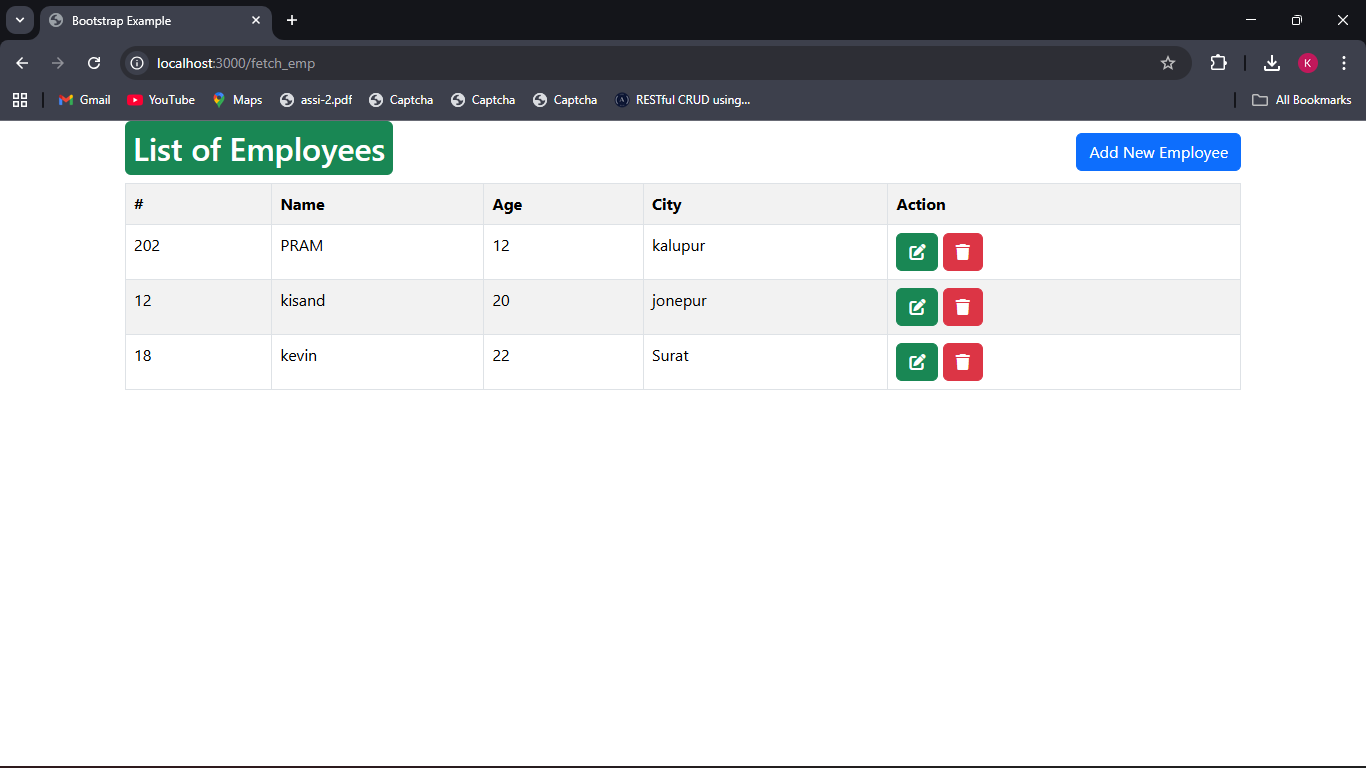 Bootstrap Example
localhost:3000/fetch_emp
K
Gmail YouTube Maps assi-2.pdf Captcha Captcha Captcha RESTful CRUD using... All Bookmarks
List of Employees Add New Employee
# Name Age City Action
202 PRAM 12 kalupur
12 kisand 20 jonepur
18 kevin 22 Surat